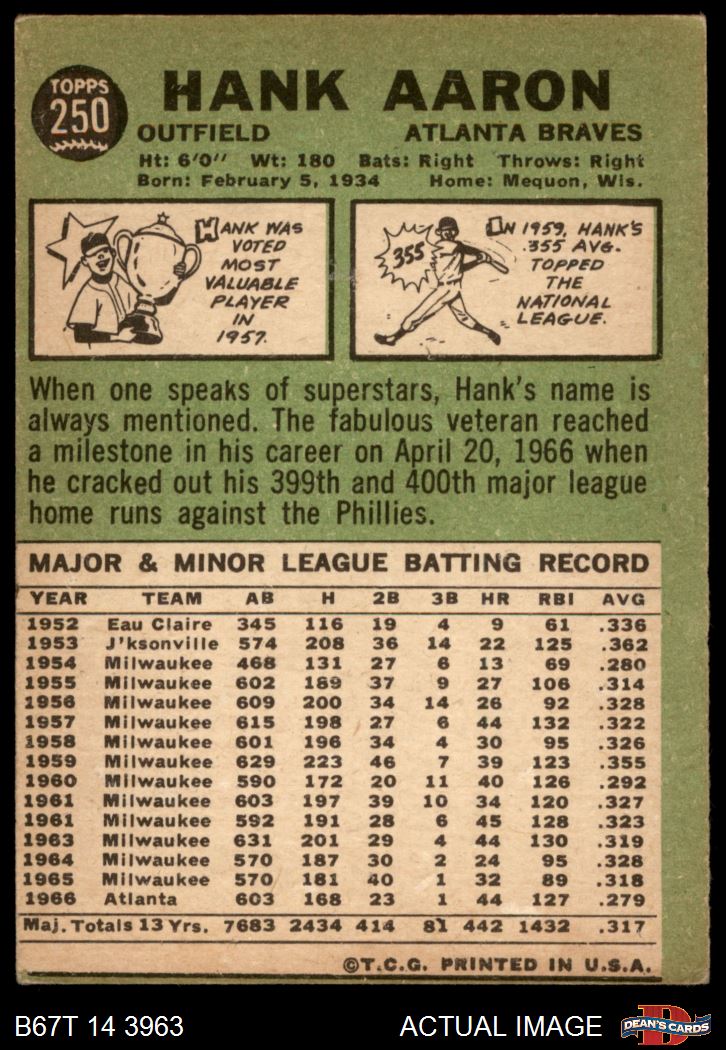 TOPPS
250
HANK AARON
OUTFIELD ATLANTA BRAVES
Ht: 6'0" Wt: 180 Bats: Right Throws: Right
Born: February 5, 1934 Home: Mequon, Wis.
HANK WAS
VOTED
MOST
VALUABLE
PLAYER
IN
1957.
355
IN 1959, HANK'S
.355 AVG.
TOPPED
THE
NATIONAL
LEAGUE.
When one speaks of superstars, Hank's name is
always mentioned. The fabulous veteran reached
a milestone in his career on April 20, 1966 when
he cracked out his 399th and 400th major league
home runs against the Phillies.
MAJOR & MINOR LEAGUE BATTING RECORD
YEAR TEAM AB H 2B 3B HR RBI AVG
1952 Eau Claire 345 116 19 4 9 61 .336
1953 J'ksonville 574 208 36 14 22 125 .362
1954 Milwaukee 468 131 27 6 13 69 .280
1955 Milwaukee 602 189 37 9 27 106 .314
1956 Milwaukee 609 200 34 14 26 92 .328
1957 Milwaukee 615 198 27 6 44 132 .322
1958 Milwaukee 601 196 34 4 30 95 .326
1959 Milwaukee 629 223 46 7 39 123 .355
1960 Milwaukee 590 172 20 11 40 126 .292
1961 Milwaukee 603 197 39 10 34 120 .327
1961 Milwaukee 592 191 28 6 45 128 .323
1963 Milwaukee 631 201 29 4 44 130 .319
1964 Milwaukee 570 187 30 2 24 95 .328
1965 Milwaukee 570 181 40 1 32 89 .318
1966 Atlanta 603 168 23 1 44 127 .279
Maj. Totals 13 Yrs. 7683 2434 414 81 442 1432 .317
©T.C.G. PRINTED IN U.S.A.
B67T 14 3963 ACTUAL IMAGE
D
DEAN'S CARDS